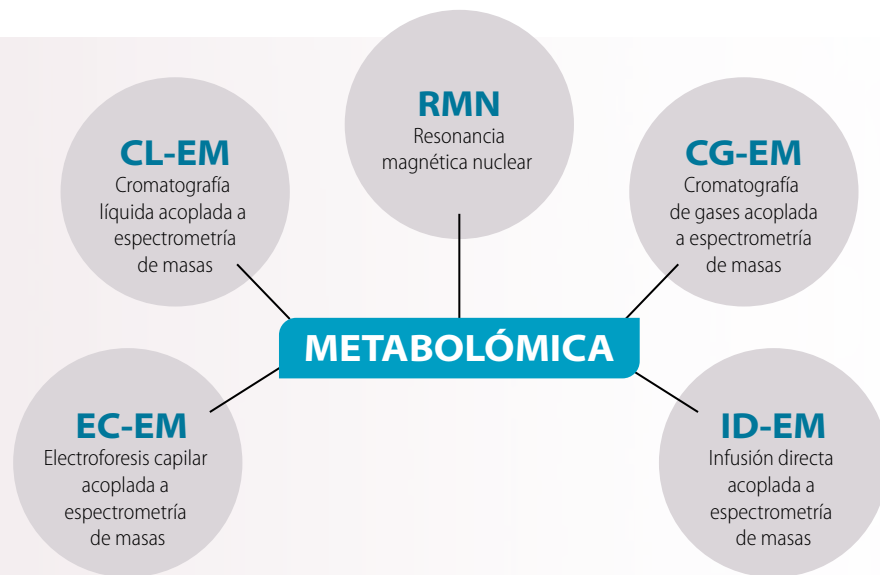 RMN
Resonancia
magnética nuclear
CL-EM
Cromatografía
líquida acoplada a
espectrometría
de masas
CG-EM
Cromatografía
de gases acoplada
a espectrometría
de masas
METABOLÓMICA
EC-EM
Electroforesis capilar
acoplada a
espectrometría
de masas
ID-EM
Infusión directa
acoplada a
espectrometría
de masas